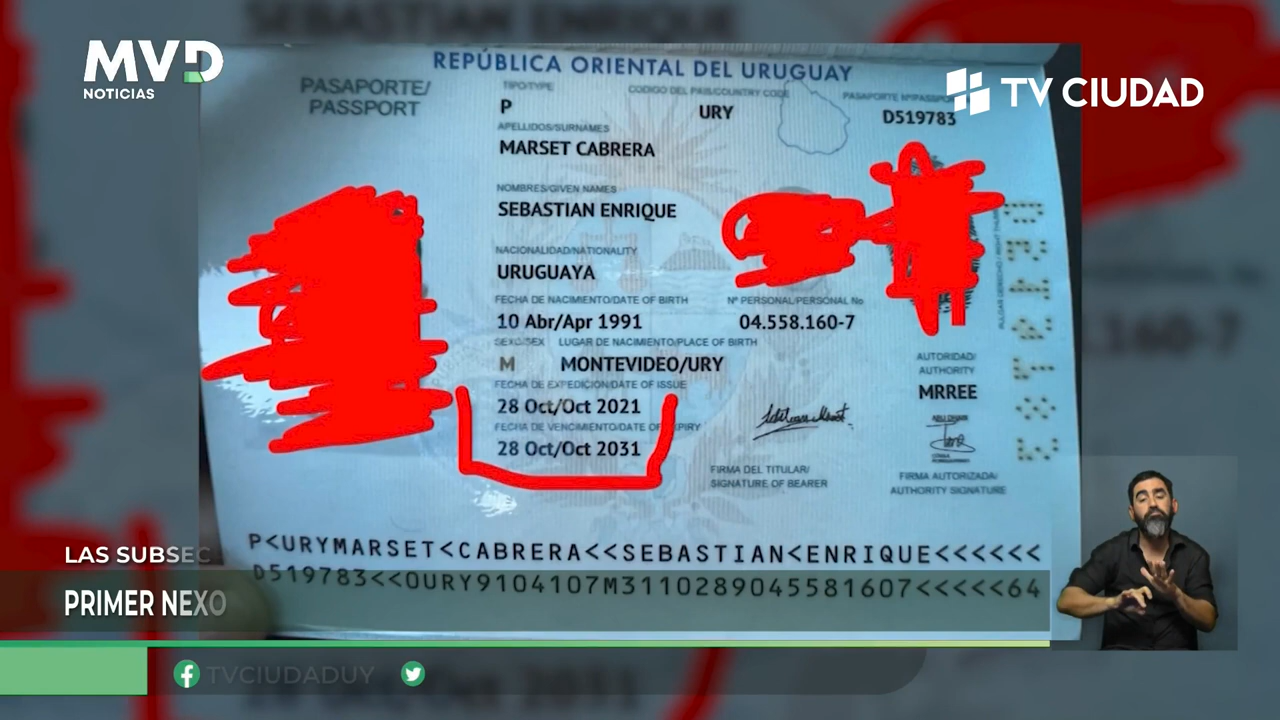 MVD
NOTICIAS
TV CIUDAD
REPÚBLICA ORIENTAL DEL URUGUAY
PASAPORTE/
PASSPORT
TIPO/TYPE
P
CODIGO DEL PAIS/COUNTRY CODE
URY
PASAPORTE Nº/PASSPORT
D519783
APELLIDOS/SURNAMES
MARSET CABRERA
NOMBRES/GIVEN NAMES
SEBASTIAN ENRIQUE
NACIONALIDAD/NATIONALITY
URUGUAYA
FECHA DE NACIMIENTO/DATE OF BIRTH
10 Abr/Apr 1991
Nº PERSONAL/PERSONAL No
04.558.160-7
SEXO/SEX
M
LUGAR DE NACIMIENTO/PLACE OF BIRTH
MONTEVIDEO/URY
FECHA DE EXPEDICION/DATE OF ISSUE
28 Oct/Oct 2021
FECHA DE VENCIMIENTO/DATE OF EXPIRY
28 Oct/Oct 2031
AUTORIDAD/
AUTHORITY
MRREE
ABU DHABI
FIRMA DEL TITULAR/
SIGNATURE OF BEARER
FIRMA AUTORIZADA/
AUTHORITY SIGNATURE
P<URYMARSET<CABRERA<<SEBASTIAN<ENRIQUE<<<<<<
D519783<<0URY9104107M3110289045581607<<<<<64
LAS SUBSEC
PRIMER NEXO
TVCIUDADUY